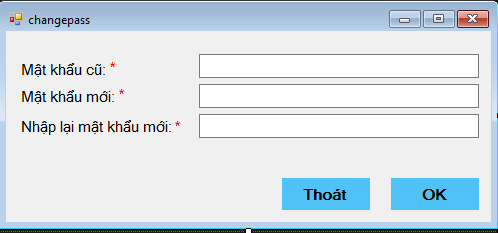 changepass
Mật khẩu cũ: *
Mật khẩu mới: *
Nhập lại mật khẩu mới: *
Thoát OK